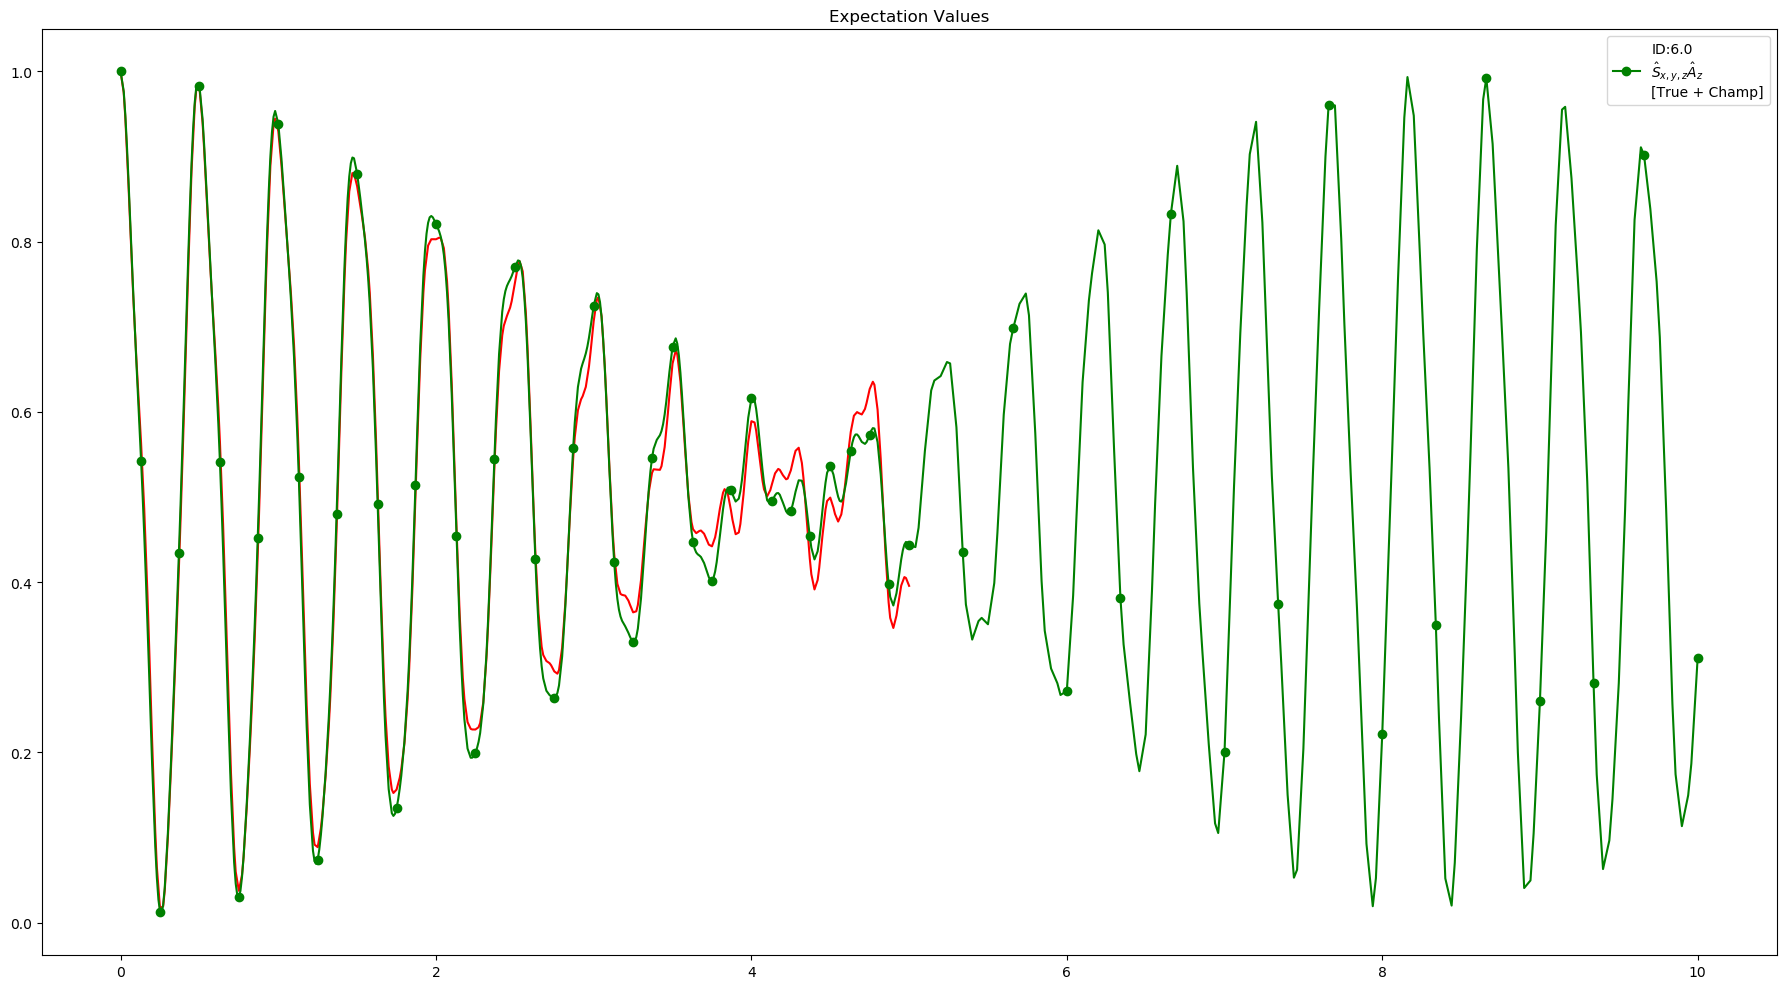 Expectation Values
ID:6.0
$\hat{S}_{x,y,z}\hat{A}_z$
[True + Champ]
1.0
0.8
0.6
0.4
0.2
0.0
0 2 4 6 8 10